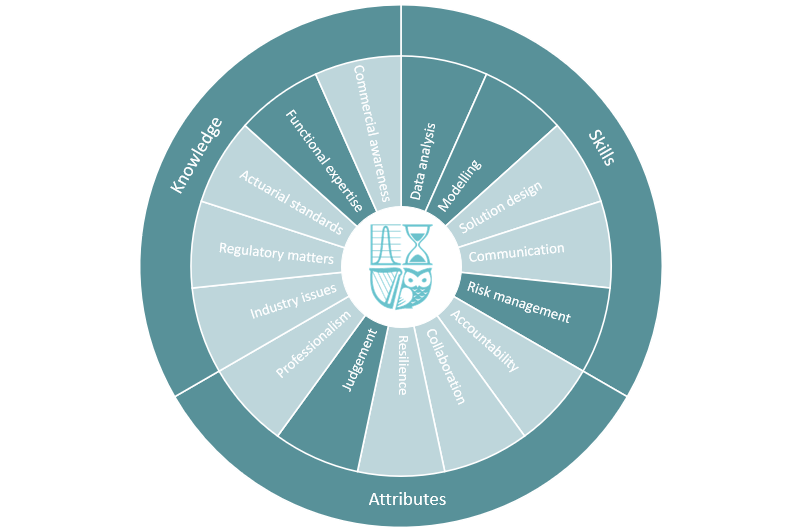 Knowledge
Skills
Attributes
Commercial awareness
Functional expertise
Actuarial standards
Regulatory matters
Industry issues
Data analysis
Modelling
Solution design
Communication
Risk management
Accountability
Collaboration
Resilience
Judgement
Professionalism